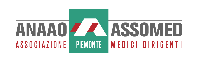 ANAAO ASSOMED
ASSOCIAZIONE PIEMONTE MEDICI DIRIGENTI